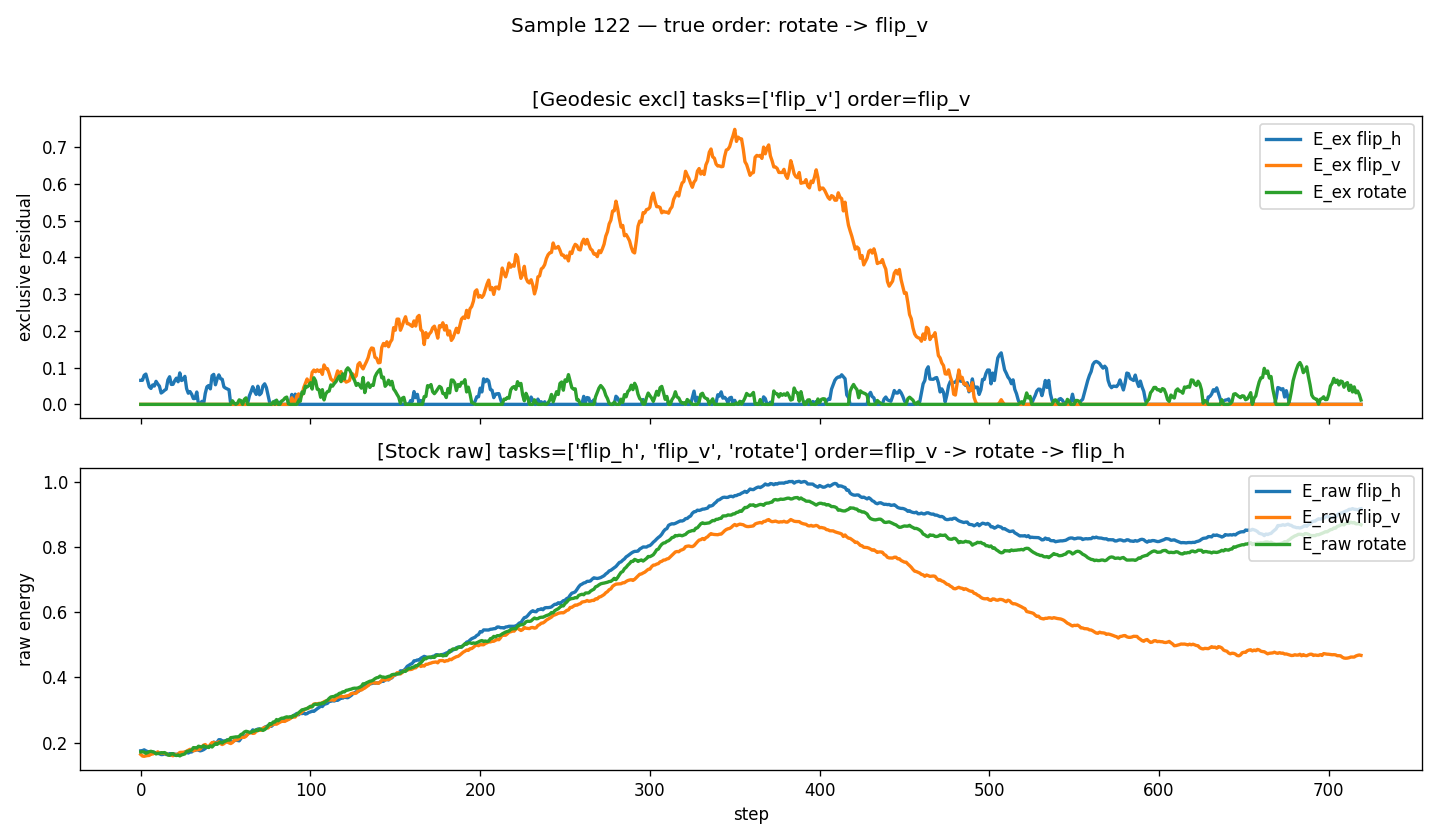 Sample 122 — true order: rotate -> flip_v
[Geodesic excl] tasks=['flip_v'] order=flip_v
exclusive residual
0.7
0.6
0.5
0.4
0.3
0.2
0.1
0.0
E_ex flip_h
E_ex flip_v
E_ex rotate
[Stock raw] tasks=['flip_h', 'flip_v', 'rotate'] order=flip_v -> rotate -> flip_h
raw energy
1.0
0.8
0.6
0.4
0.2
E_raw flip_h
E_raw flip_v
E_raw rotate
0 100 200 300 400 500 600 700
step